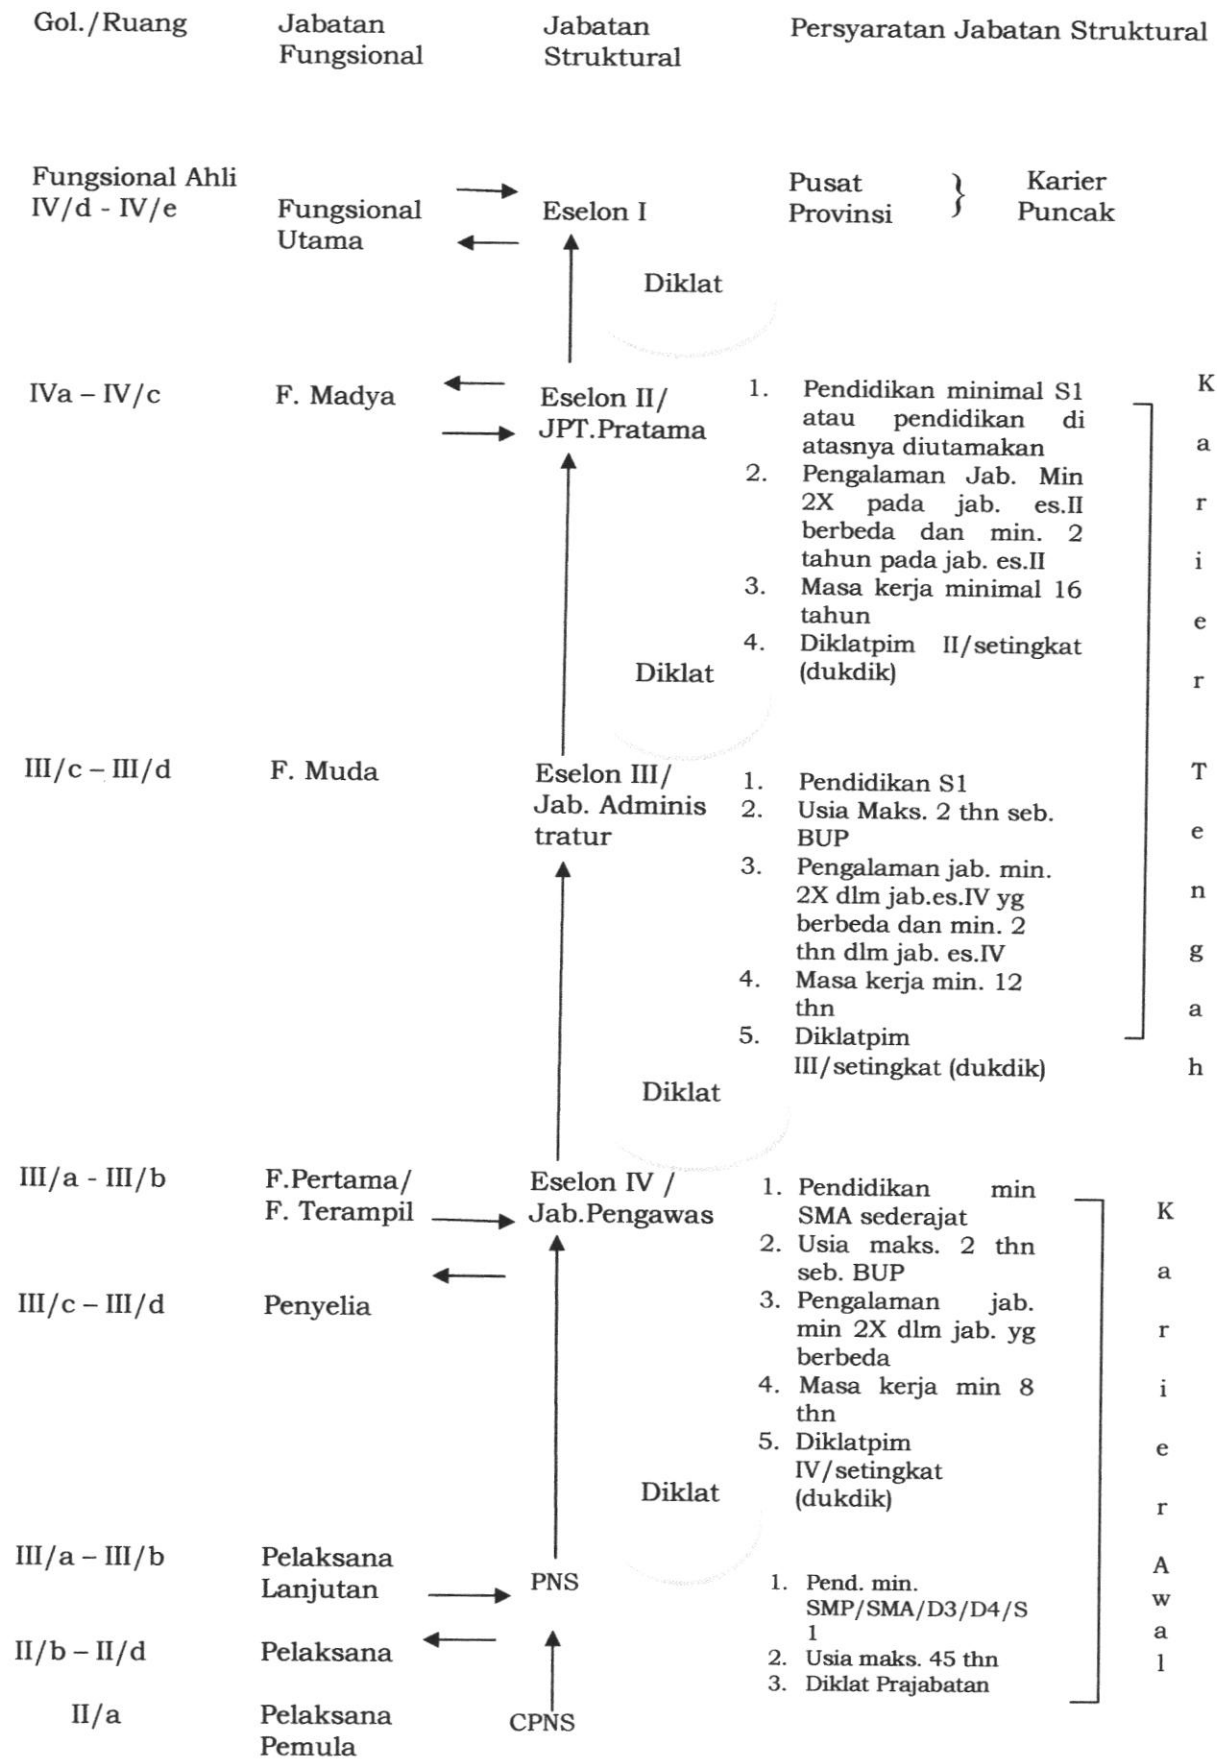 Gol./Ruang
Jabatan
Fungsional
Jabatan
Struktural
Persyaratan Jabatan Struktural
Fungsional Ahli
IV/d - IV/e
Fungsional
Utama
Eselon I
Pusat
Provinsi
}
Karier
Puncak
Diklat
IVa – IV/c
F. Madya
Eselon II/
JPT.Pratama
1. Pendidikan minimal S1
atau pendidikan di
atasnya diutamakan
2. Pengalaman Jab. Min
2X pada jab. es.II
berbeda dan min. 2
tahun pada jab. es.II
3. Masa kerja minimal 16
tahun
4. Diklatpim II/setingkat
(dukdik)
Diklat
III/c – III/d
F. Muda
Eselon III/
Jab. Adminis
tratur
1. Pendidikan S1
2. Usia Maks. 2 thn seb.
BUP
3. Pengalaman jab. min.
2X dlm jab.es.IV yg
berbeda dan min. 2
thn dlm jab. es.IV
4. Masa kerja min. 12
thn
5. Diklatpim
III/setingkat (dukdik)
K
a
r
i
e
r
T
e
n
g
a
h
Diklat
III/a - III/b
F.Pertama/
F. Terampil
Eselon IV /
Jab.Pengawas
III/c – III/d
Penyelia
1. Pendidikan min
SMA sederajat
2. Usia maks. 2 thn
seb. BUP
3. Pengalaman jab.
min 2X dlm jab. yg
berbeda
4. Masa kerja min 8
thn
5. Diklatpim
IV/setingkat
(dukdik)
Diklat
III/a – III/b
Pelaksana
Lanjutan
PNS
II/b – II/d
Pelaksana
II/a
Pelaksana
Pemula
CPNS
1. Pend. min.
SMP/SMA/D3/D4/S
1
2. Usia maks. 45 thn
3. Diklat Prajabatan
K
a
r
i
e
r
A
w
a
l